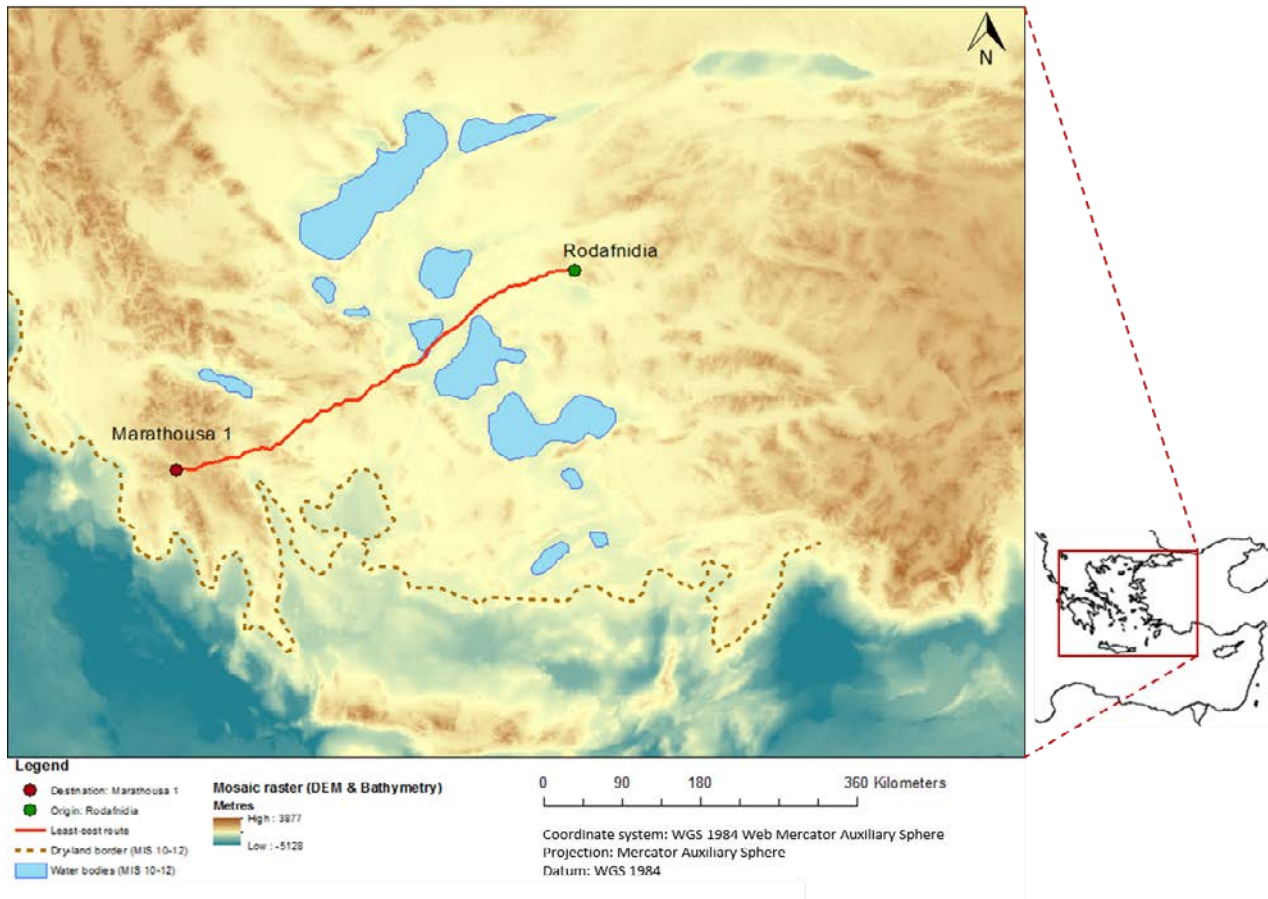 N
Rodafnidia
Marathousa 1
Legend
Destination: Marathousa 1
Origin: Rodafnidia
Least-cost route
Dry-land border (MIS 10-12)
Water bodies (MIS 10-12)
Mosaic raster (DEM & Bathymetry)
Metres
High : 3877
Low : -5128
0 90 180 360 Kilometers
Coordinate system: WGS 1984 Web Mercator Auxiliary Sphere
Projection: Mercator Auxiliary Sphere
Datum: WGS 1984